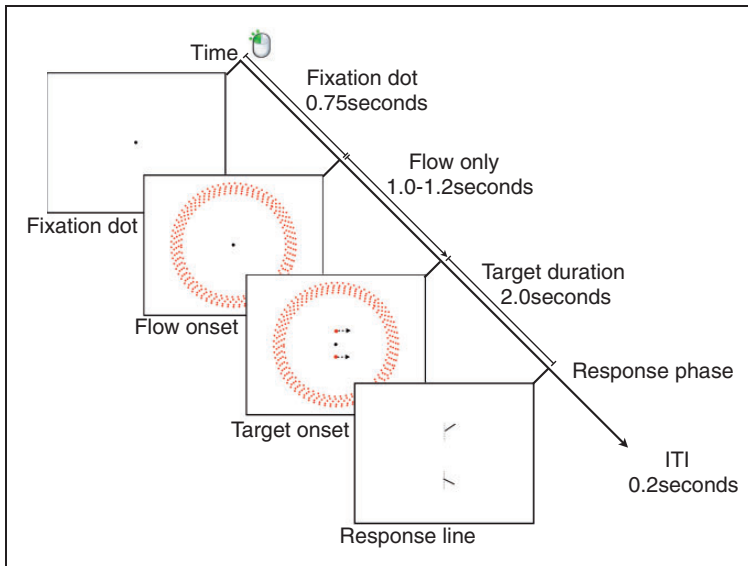 Time
Fixation dot
0.75seconds
Flow only
1.0-1.2seconds
Fixation dot
Target duration
2.0seconds
Flow onset
Response phase
Target onset
ITI
0.2seconds
Response line